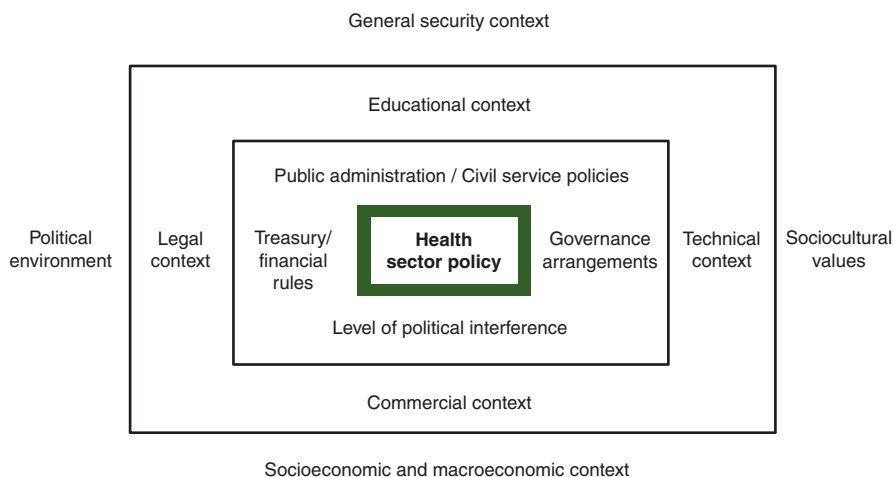 General security context
Educational context
Public administration / Civil service policies
Political
environment
Legal
context
Treasury/
financial
rules
Health
sector policy
Governance
arrangements
Technical
context
Sociocultural
values
Level of political interference
Commercial context
Socioeconomic and macroeconomic context